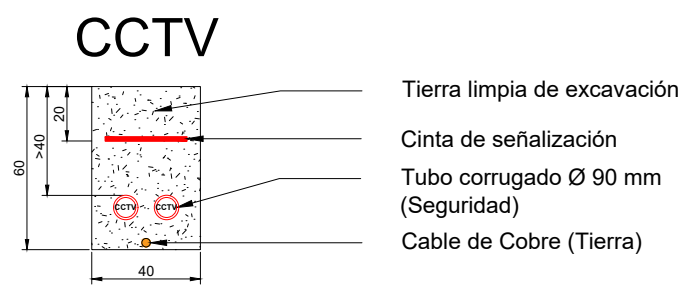 CCTV
Tierra limpia de excavación
20
Cinta de señalización
>40
60
Tubo corrugado Ø 90 mm
(Seguridad)
CCTV CCTV
Cable de Cobre (Tierra)
40